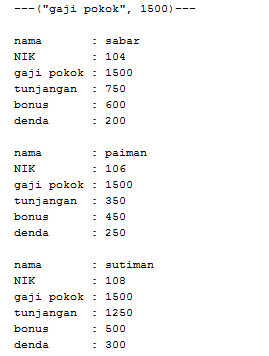 ---("gaji pokok", 1500)---
nama : sabar
NIK : 104
gaji pokok : 1500
tunjangan : 750
bonus : 600
denda : 200
nama : paiman
NIK : 106
gaji pokok : 1500
tunjangan : 350
bonus : 450
denda : 250
nama : sutiman
NIK : 108
gaji pokok : 1500
tunjangan : 1250
bonus : 500
denda : 300